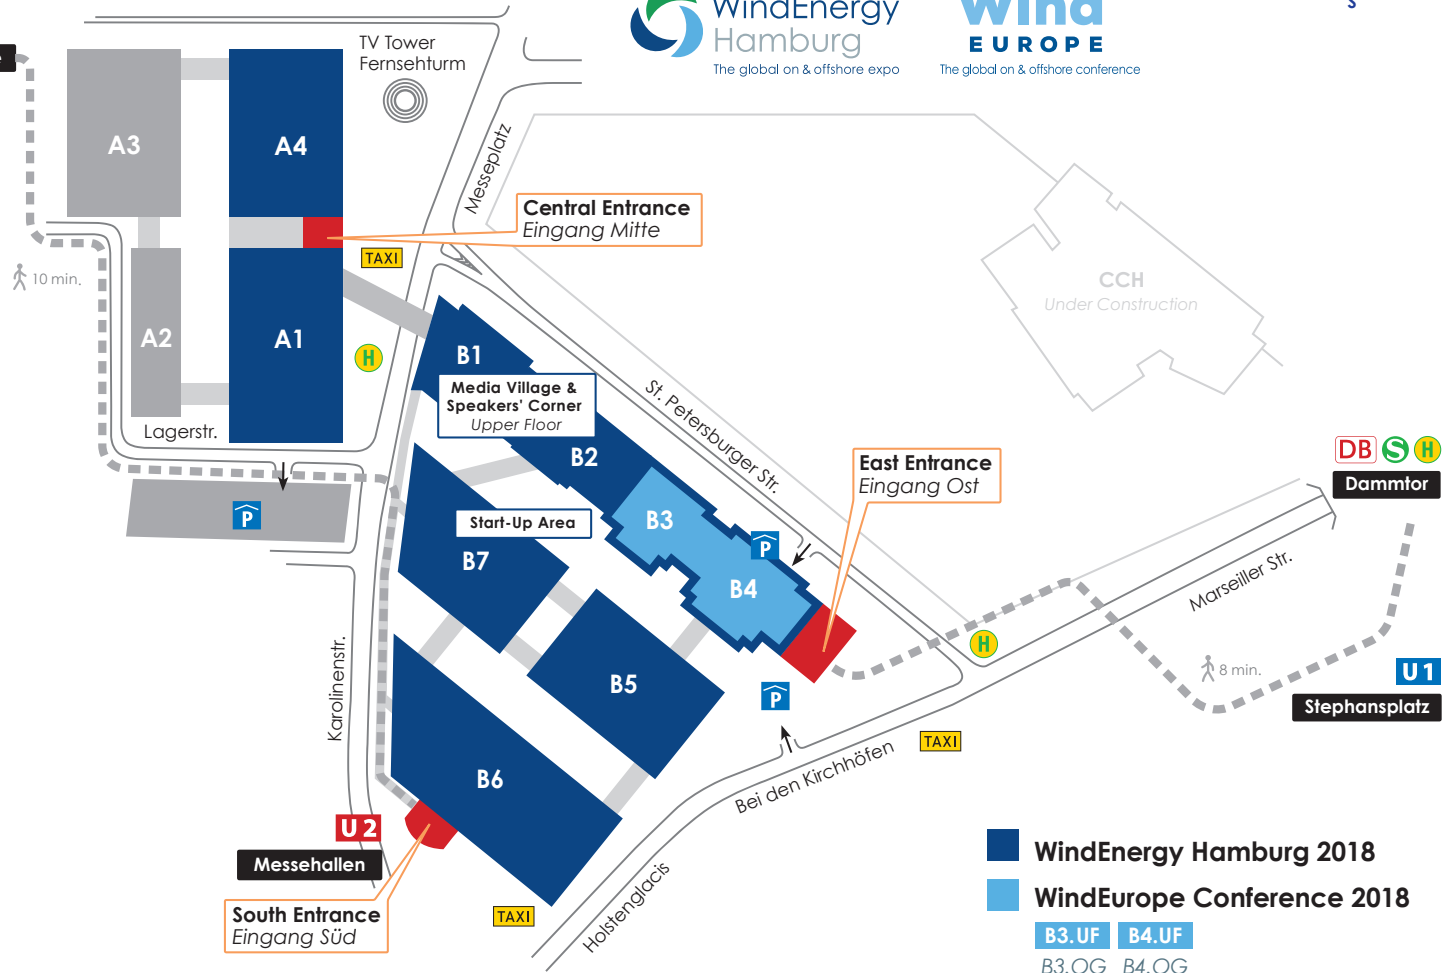 WindEnergy
Hamburg
The global on & offshore expo
Wind
EUROPE
The global on & offshore conference
S
TV Tower
Fernsehturm
A3
A4
Messeplatz
Central Entrance
Eingang Mitte
TAXI
10 min.
CCH
Under Construction
A2
A1
H
B1
Media Village &
Speakers' Corner
Upper Floor
St. Petersburger Str.
Lagerstr.
B2
East Entrance
Eingang Ost
DB S H
Dammtor
P
Start-Up Area
B3
P
B7
B4
Marseiller Str.
Karolinenstr.
H
8 min.
U1
Stephansplatz
B5
P
TAXI
B6
Bei den Kirchhöfen
U2
Messehallen
South Entrance
Eingang Süd
TAXI
Holstenglacis
WindEnergy Hamburg 2018
WindEurope Conference 2018
B3.UF B4.UF
B3.OG B4.OG